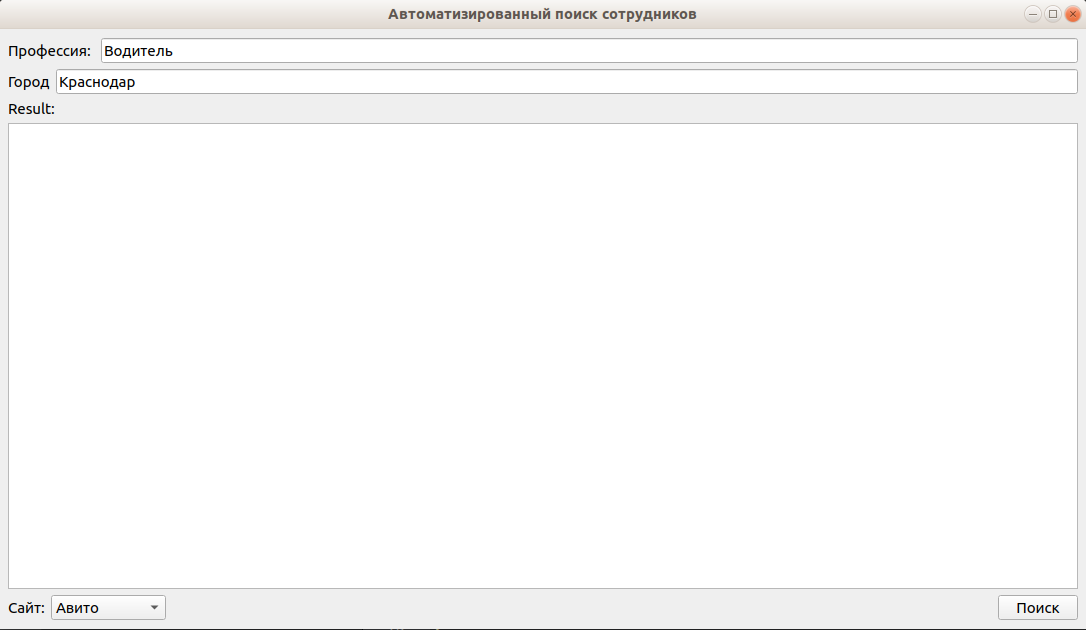 Автоматизированный поиск сотрудников
Профессия: Водитель
Город Краснодар
Result:
Сайт: Авито Поиск